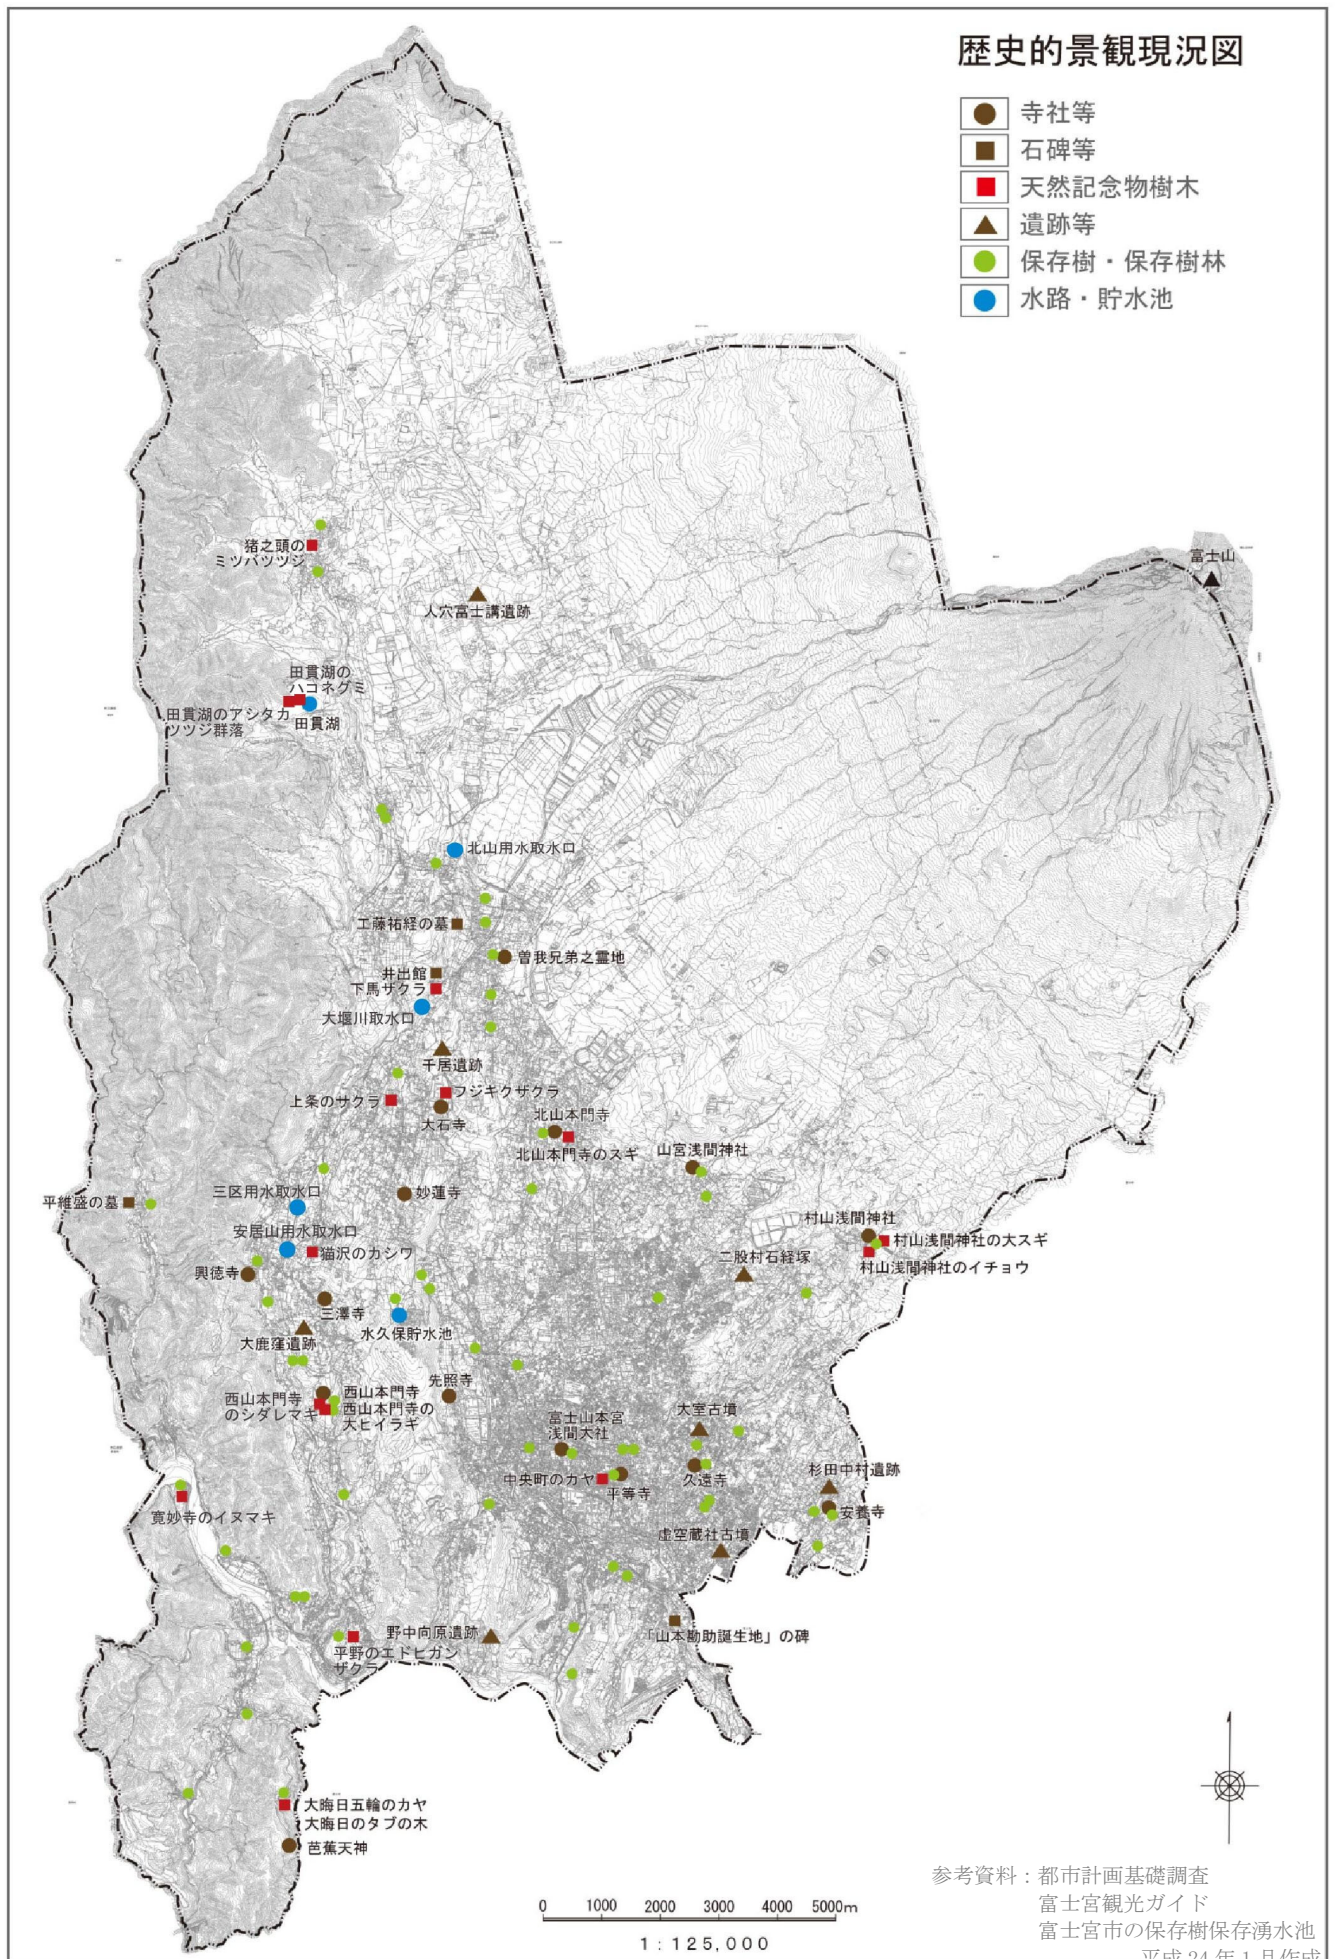 歴史的景観現況図
寺社等
石碑等
天然記念物樹木
遺跡等
保存樹・保存樹林
水路・貯水池
富士山
猪之頭の
ミツバツツジ
人穴富士講遺跡
田貫湖の
ハコネグミ
田貫湖のアシタカ
ツツジ群落
田貫湖
北山用水取水口
工藤祐経の墓
曽我兄弟之霊地
井出館
下馬ザクラ
大堰川取水口
千居遺跡
フジキクザクラ
上条のサクラ
大石寺
北山本門寺
北山本門寺のスギ
山宮浅間神社
平維盛の墓
三区用水取水口
妙蓮寺
安居山用水取水口
猫沢のカシワ
村山浅間神社
村山浅間神社の大スギ
村山浅間神社のイチョウ
二股村石経塚
興徳寺
三澤寺
大鹿窪遺跡
水久保貯水池
先照寺
西山本門寺
西山本門寺
のシダレマキ
西山本門寺の
大ヒイラギ
富士山本宮
浅間大社
大室古墳
中央町のカヤ
平等寺
久遠寺
杉田中村遺跡
安養寺
寛妙寺のイヌマキ
虚空蔵社古墳
野中向原遺跡
「山本勘助誕生地」の碑
平野のエドヒガン
ザクラ
大晦日五輪のカヤ
大晦日のタブの木
芭蕉天神
0 1000 2000 3000 4000 5000m
1：125,000
参考資料：都市計画基礎調査
富士宮観光ガイド
富士宮市の保存樹保存湧水池
平成24年1月作成